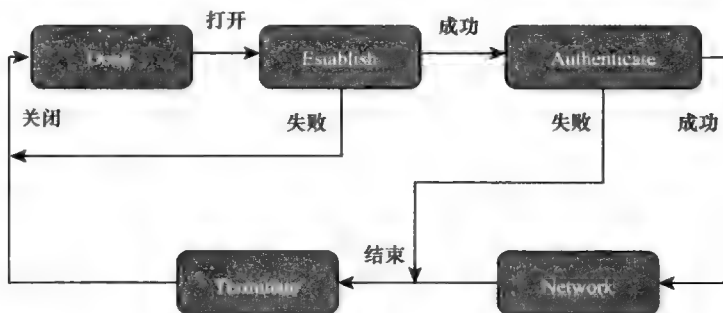 打开
成功
Establish
Authenticate
关闭
失败
失败
成功
结束
Terminate
Network